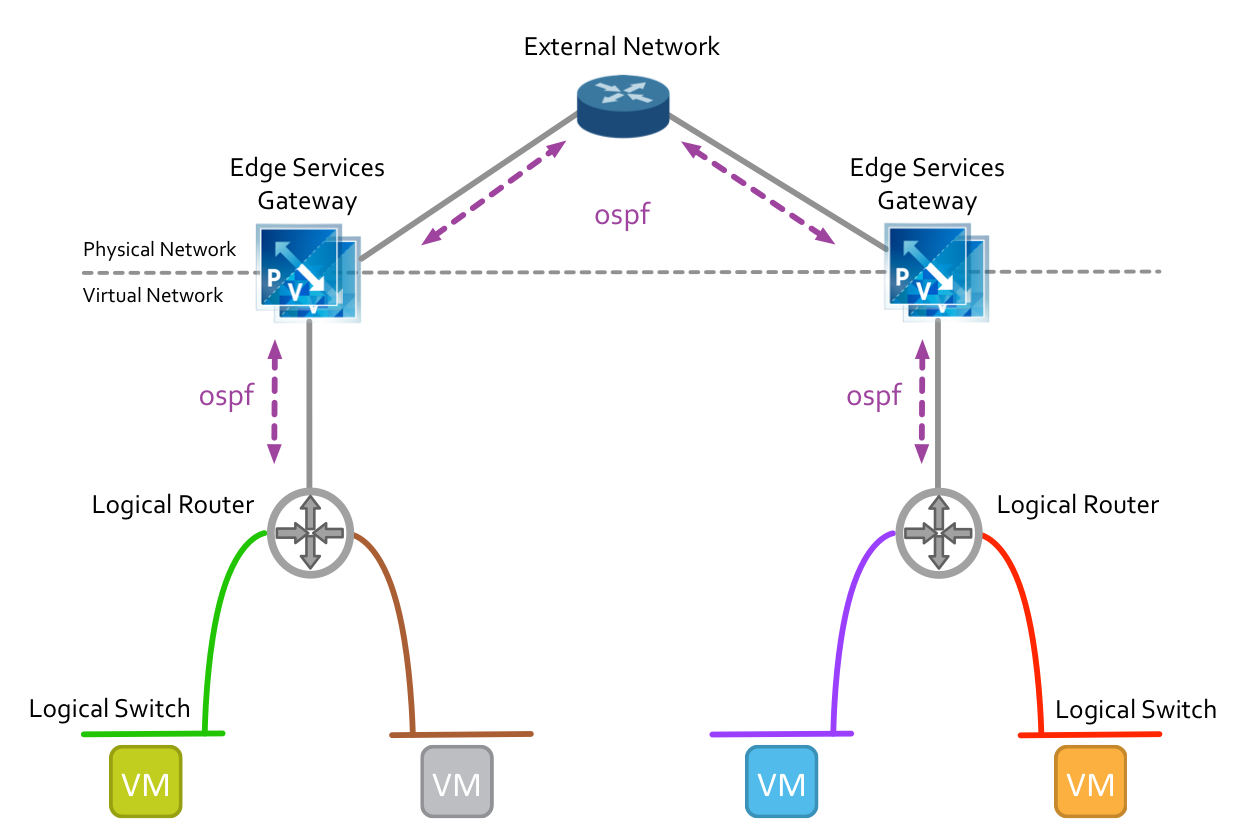 External Network
Edge Services
Gateway
Edge Services
Gateway
ospf
Physical Network
Virtual Network
P
V
V
P
V
V
ospf
ospf
Logical Router
Logical Router
Logical Switch
Logical Switch
VM
VM
VM
VM